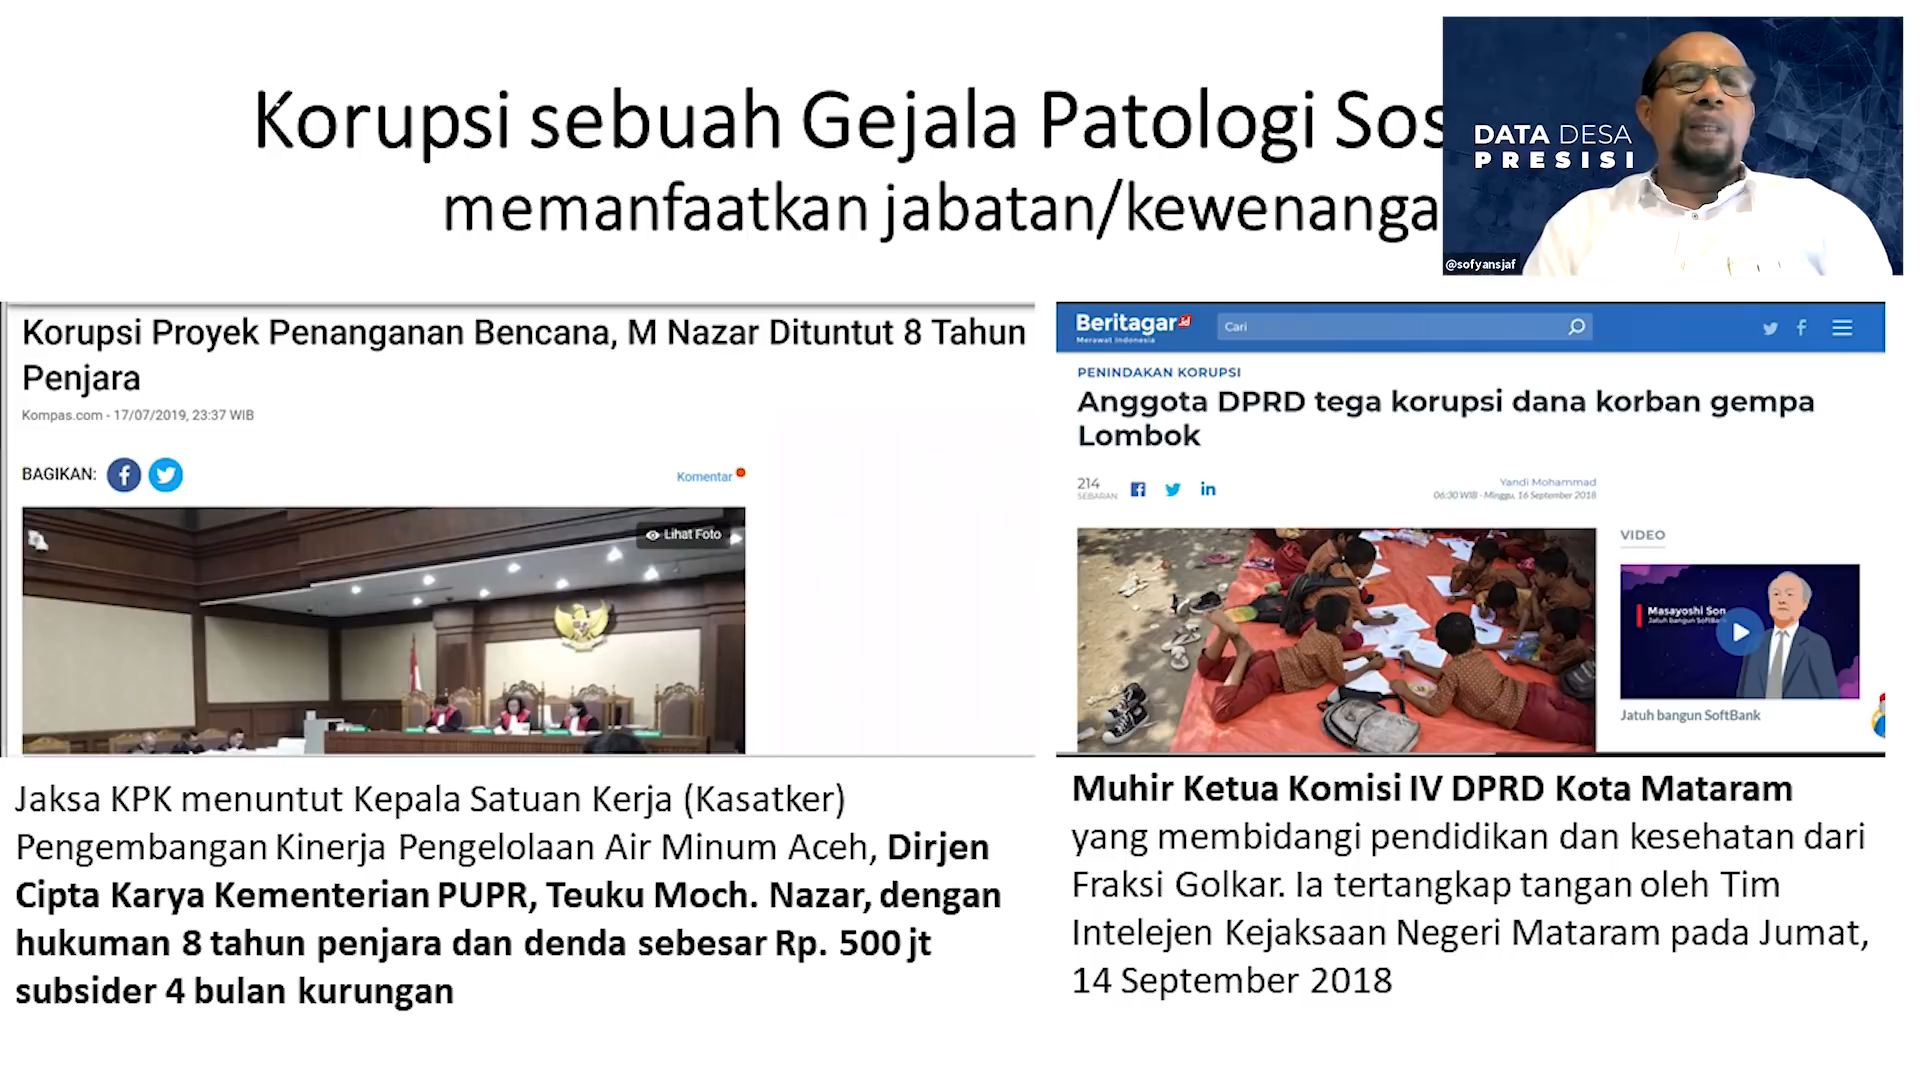 Korupsi sebuah Gejala Patologi Sos
memanfaatkan jabatan/kewenanga
DATA DESA
PRESISI
@sofyansjaf
Korupsi Proyek Penanganan Bencana, M Nazar Dituntut 8 Tahun
Penjara
Kompas.com - 17/07/2019, 23:37 WIB
BAGIKAN:
Komentar
Lihat Foto
Jaksa KPK menuntut Kepala Satuan Kerja (Kasatker)
Pengembangan Kinerja Pengelolaan Air Minum Aceh, Dirjen
Cipta Karya Kementerian PUPR, Teuku Moch. Nazar, dengan
hukuman 8 tahun penjara dan denda sebesar Rp. 500 jt
subsider 4 bulan kurungan
Beritagar.id
Merawat Indonesia
Cari
PENINDAKAN KORUPSI
Anggota DPRD tega korupsi dana korban gempa
Lombok
214
SEBARAN
Yandi Mohammad
06:30 WIB - Minggu, 16 September 2018
VIDEO
Masayoshi Son
Jatuh bangun SoftBank
Jatuh bangun SoftBank
Muhir Ketua Komisi IV DPRD Kota Mataram
yang membidangi pendidikan dan kesehatan dari
Fraksi Golkar. Ia tertangkap tangan oleh Tim
Intelejen Kejaksaan Negeri Mataram pada Jumat,
14 September 2018